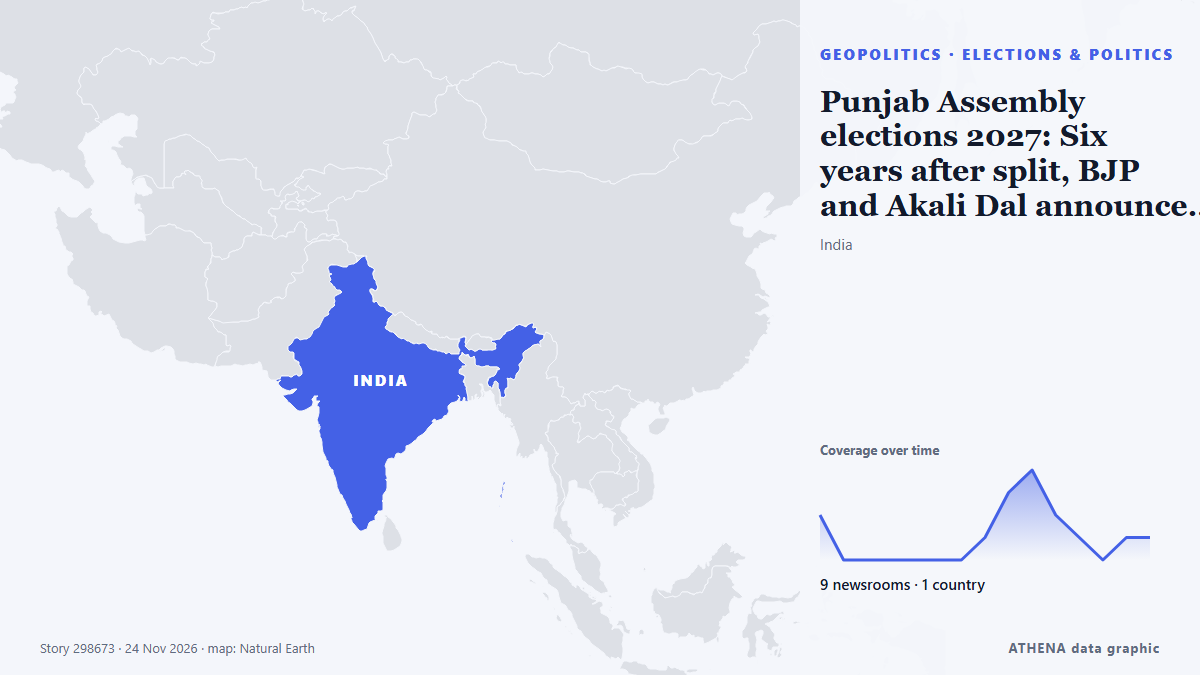 GEOPOLITICS · ELECTIONS & POLITICS
Punjab Assembly
elections 2027: Six
years after split, BJP
and Akali Dal announce..
India
INDIA
Coverage over time
9 newsrooms · 1 country
Story 298673 · 24 Nov 2026 · map: Natural Earth
ATHENA data graphic